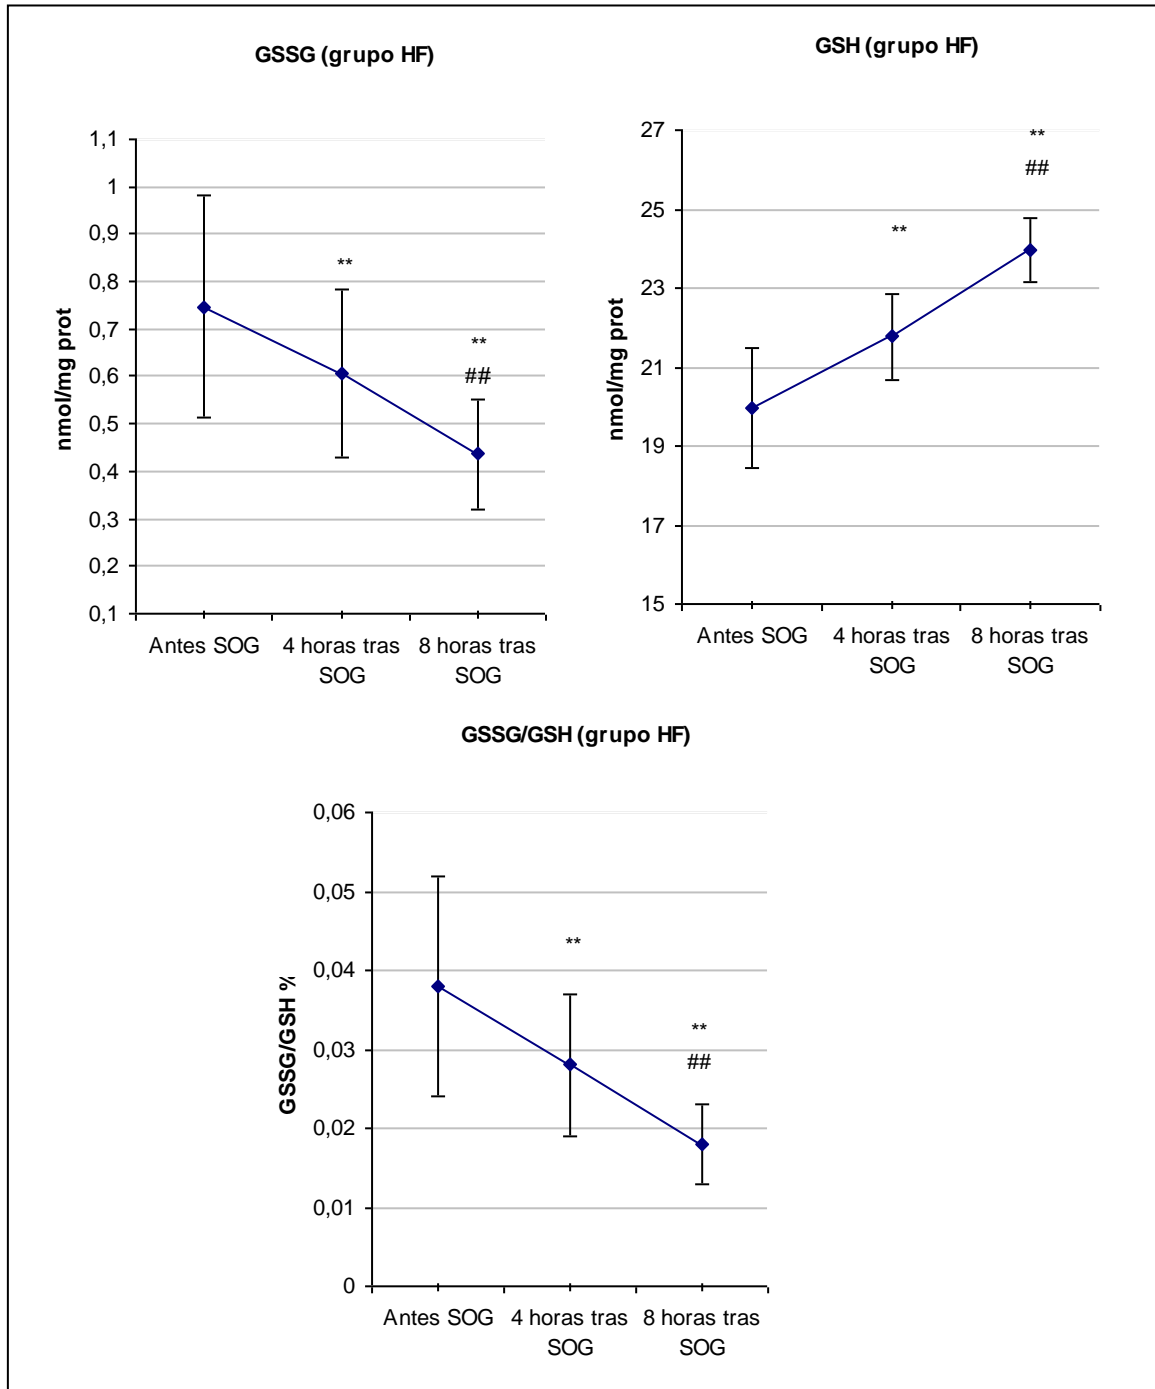 GSSG (grupo HF)
nmol/mg prot
1,1
1
0,9
0,8
0,7
0,6
0,5
0,4
0,3
0,2
0,1
**
**
##
Antes SOG
4 horas tras
SOG
8 horas tras
SOG
GSH (grupo HF)
nmol/mg prot
27
25
23
21
19
17
15
**
**
##
Antes SOG
4 horas tras
SOG
8 horas tras
SOG
GSSG/GSH (grupo HF)
GSSG/GSH %
0,06
0,05
0,04
0,03
0,02
0,01
0
**
**
##
Antes SOG
4 horas tras
SOG
8 horas tras
SOG